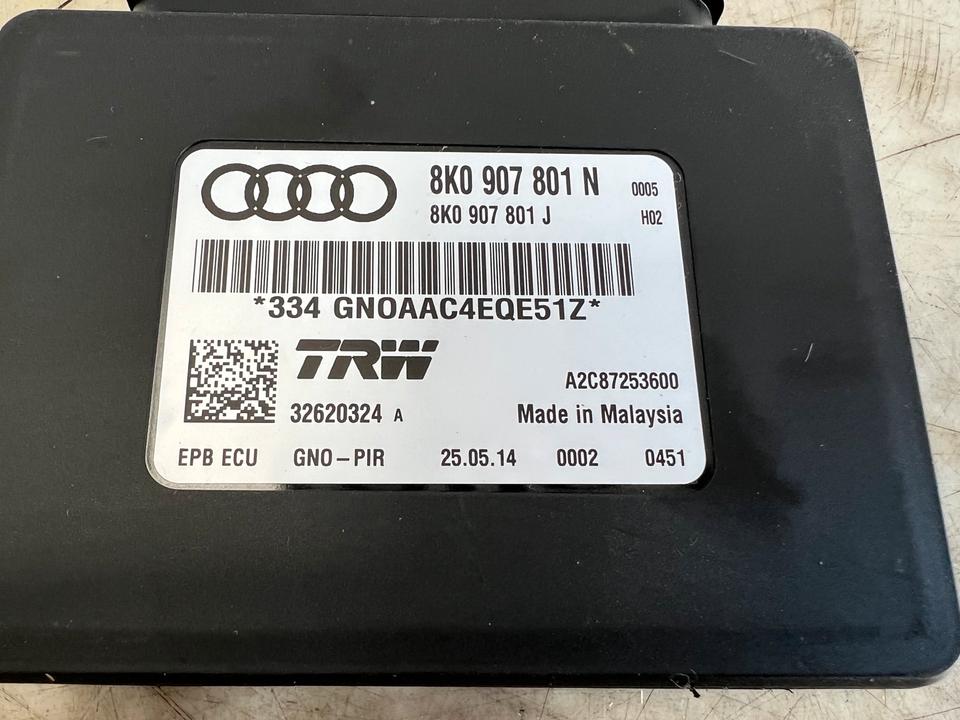 8K0 907 801 N 0005
8K0 907 801 J H02
*334 GNOAAC4EQE51Z*
TRW
A2C87253600
32620324 A Made in Malaysia
EPB ECU GNO-PIR 25.05.14 0002 0451